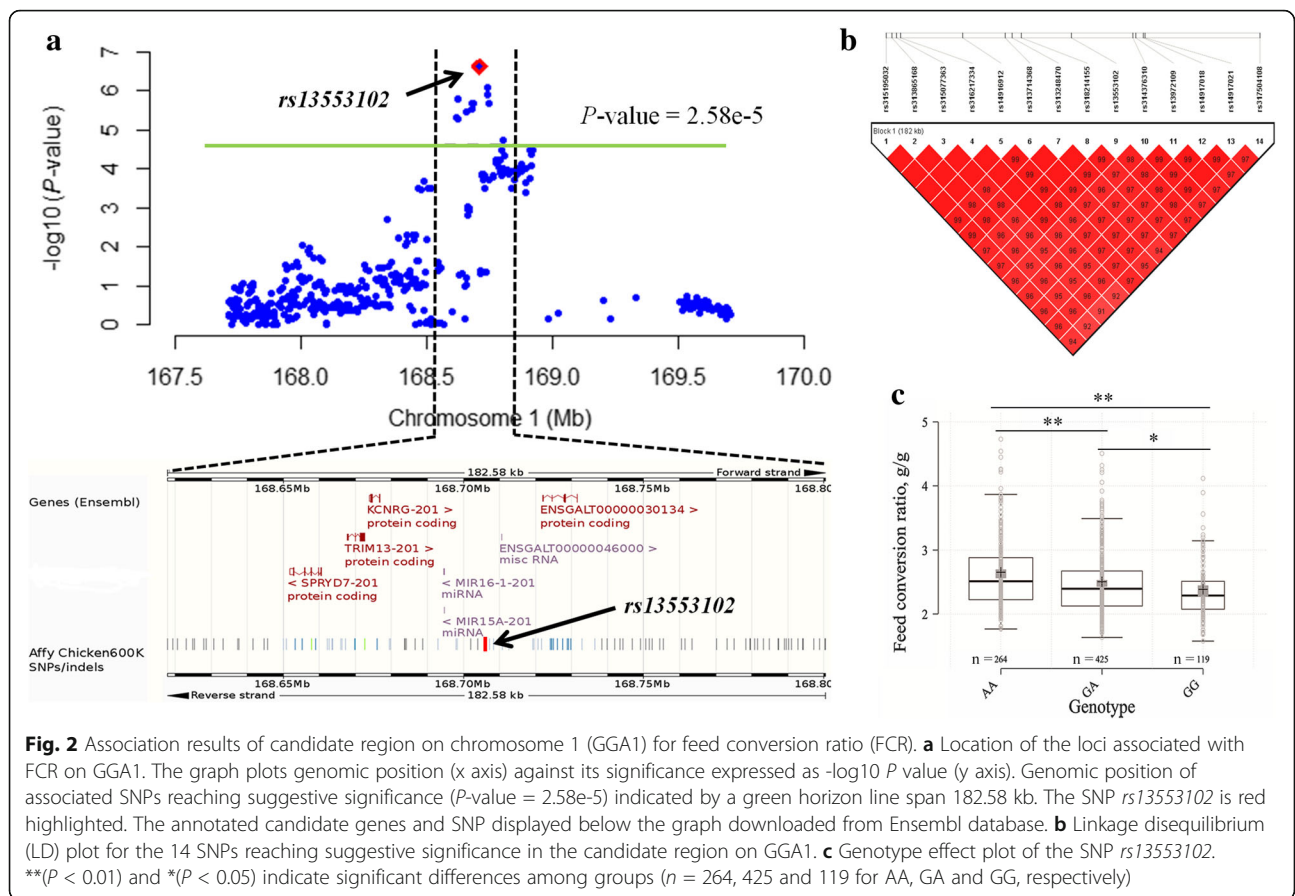 a
-log10 (P-value)
7
6
5
4
3
2
1
0
rs13553102
P-value = 2.58e-5
167.5 168.0 168.5 169.0 169.5 170.0
Chromosome 1 (Mb)
182.58 kb Forward strand
168.65Mb 168.70Mb 168.75Mb 168.80
Genes (Ensembl)
KCNRG-201 >
protein coding
ENSGALT00000030134 >
protein coding
TRIM13-201 >
protein coding
ENSGALT00000046000 >
misc RNA
< SPRYD7-201
protein coding
< MIR16-1-201
miRNA
< MIR15A-201
miRNA
rs13553102
Affy Chicken600K
SNPs/indels
168.65Mb 168.70Mb 168.75Mb 168.80
Reverse strand 182.58 kb
b
rs315195032
rs313865168
rs315077363
rs316217334
rs14916912
rs313714368
rs313248470
rs318214155
rs13553102
rs314376310
rs13972109
rs14917018
rs14917021
rs317504108
Block 1 (182 kb)
1 2 3 4 5 6 7 8 9 10 11 12 13 14
c
**
** *
Feed conversion ratio, g/g
5
4
3
2
n = 264 n = 425 n = 119
AA GA GG
Genotype
Fig. 2 Association results of candidate region on chromosome 1 (GGA1) for feed conversion ratio (FCR). a Location of the loci associated with
FCR on GGA1. The graph plots genomic position (x axis) against its significance expressed as -log10 P value (y axis). Genomic position of
associated SNPs reaching suggestive significance (P-value = 2.58e-5) indicated by a green horizon line span 182.58 kb. The SNP rs13553102 is red
highlighted. The annotated candidate genes and SNP displayed below the graph downloaded from Ensembl database. b Linkage disequilibrium
(LD) plot for the 14 SNPs reaching suggestive significance in the candidate region on GGA1. c Genotype effect plot of the SNP rs13553102.
**(P < 0.01) and *(P < 0.05) indicate significant differences among groups (n = 264, 425 and 119 for AA, GA and GG, respectively)